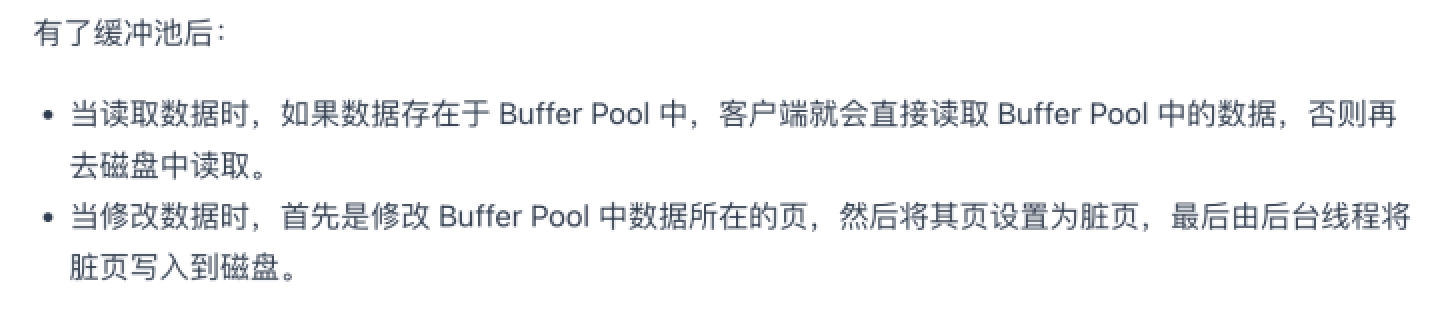 有了缓冲池后：
• 当读取数据时，如果数据存在于 Buffer Pool 中，客户端就会直接读取 Buffer Pool 中的数据，否则再
去磁盘中读取。
• 当修改数据时，首先是修改 Buffer Pool 中数据所在的页，然后将其页设置为脏页，最后由后台线程将
脏页写入到磁盘。